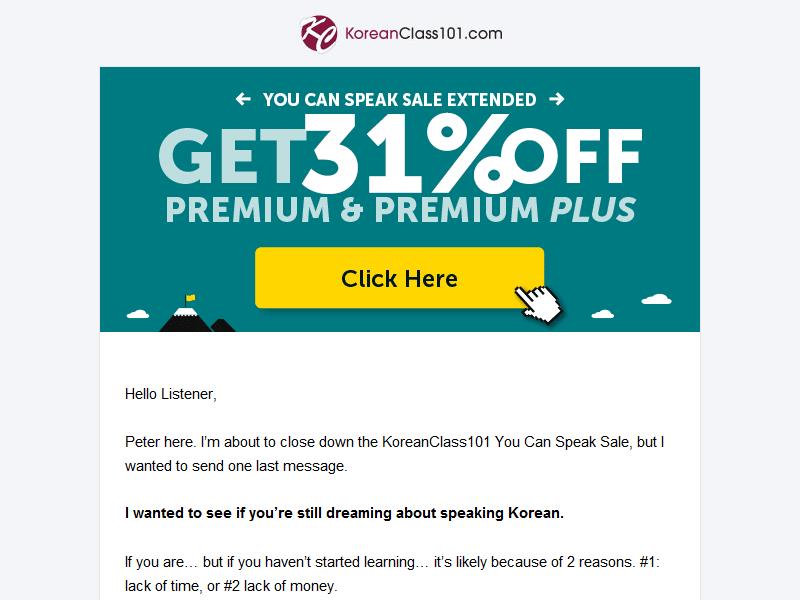 KoreanClass101.com
← YOU CAN SPEAK SALE EXTENDED →
GET 31% OFF
PREMIUM & PREMIUM PLUS
Click Here
Hello Listener,
Peter here. I’m about to close down the KoreanClass101 You Can Speak Sale, but I
wanted to send one last message.
I wanted to see if you’re still dreaming about speaking Korean.
If you are… but if you haven’t started learning… it’s likely because of 2 reasons. #1:
lack of time, or #2 lack of money.